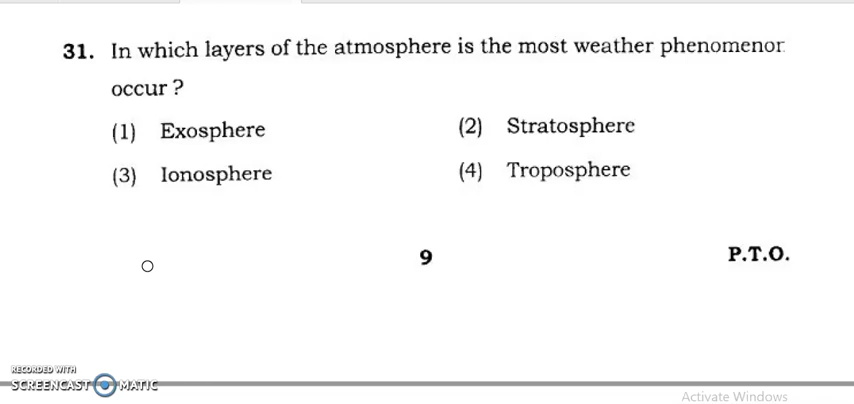 31. In which layers of the atmosphere is the most weather phenomenon
occur ?
(1) Exosphere (2) Stratosphere
(3) Ionosphere (4) Troposphere
9 P.T.O.
RECORDED WITH
SCREENCAST MATIC
Activate Windows